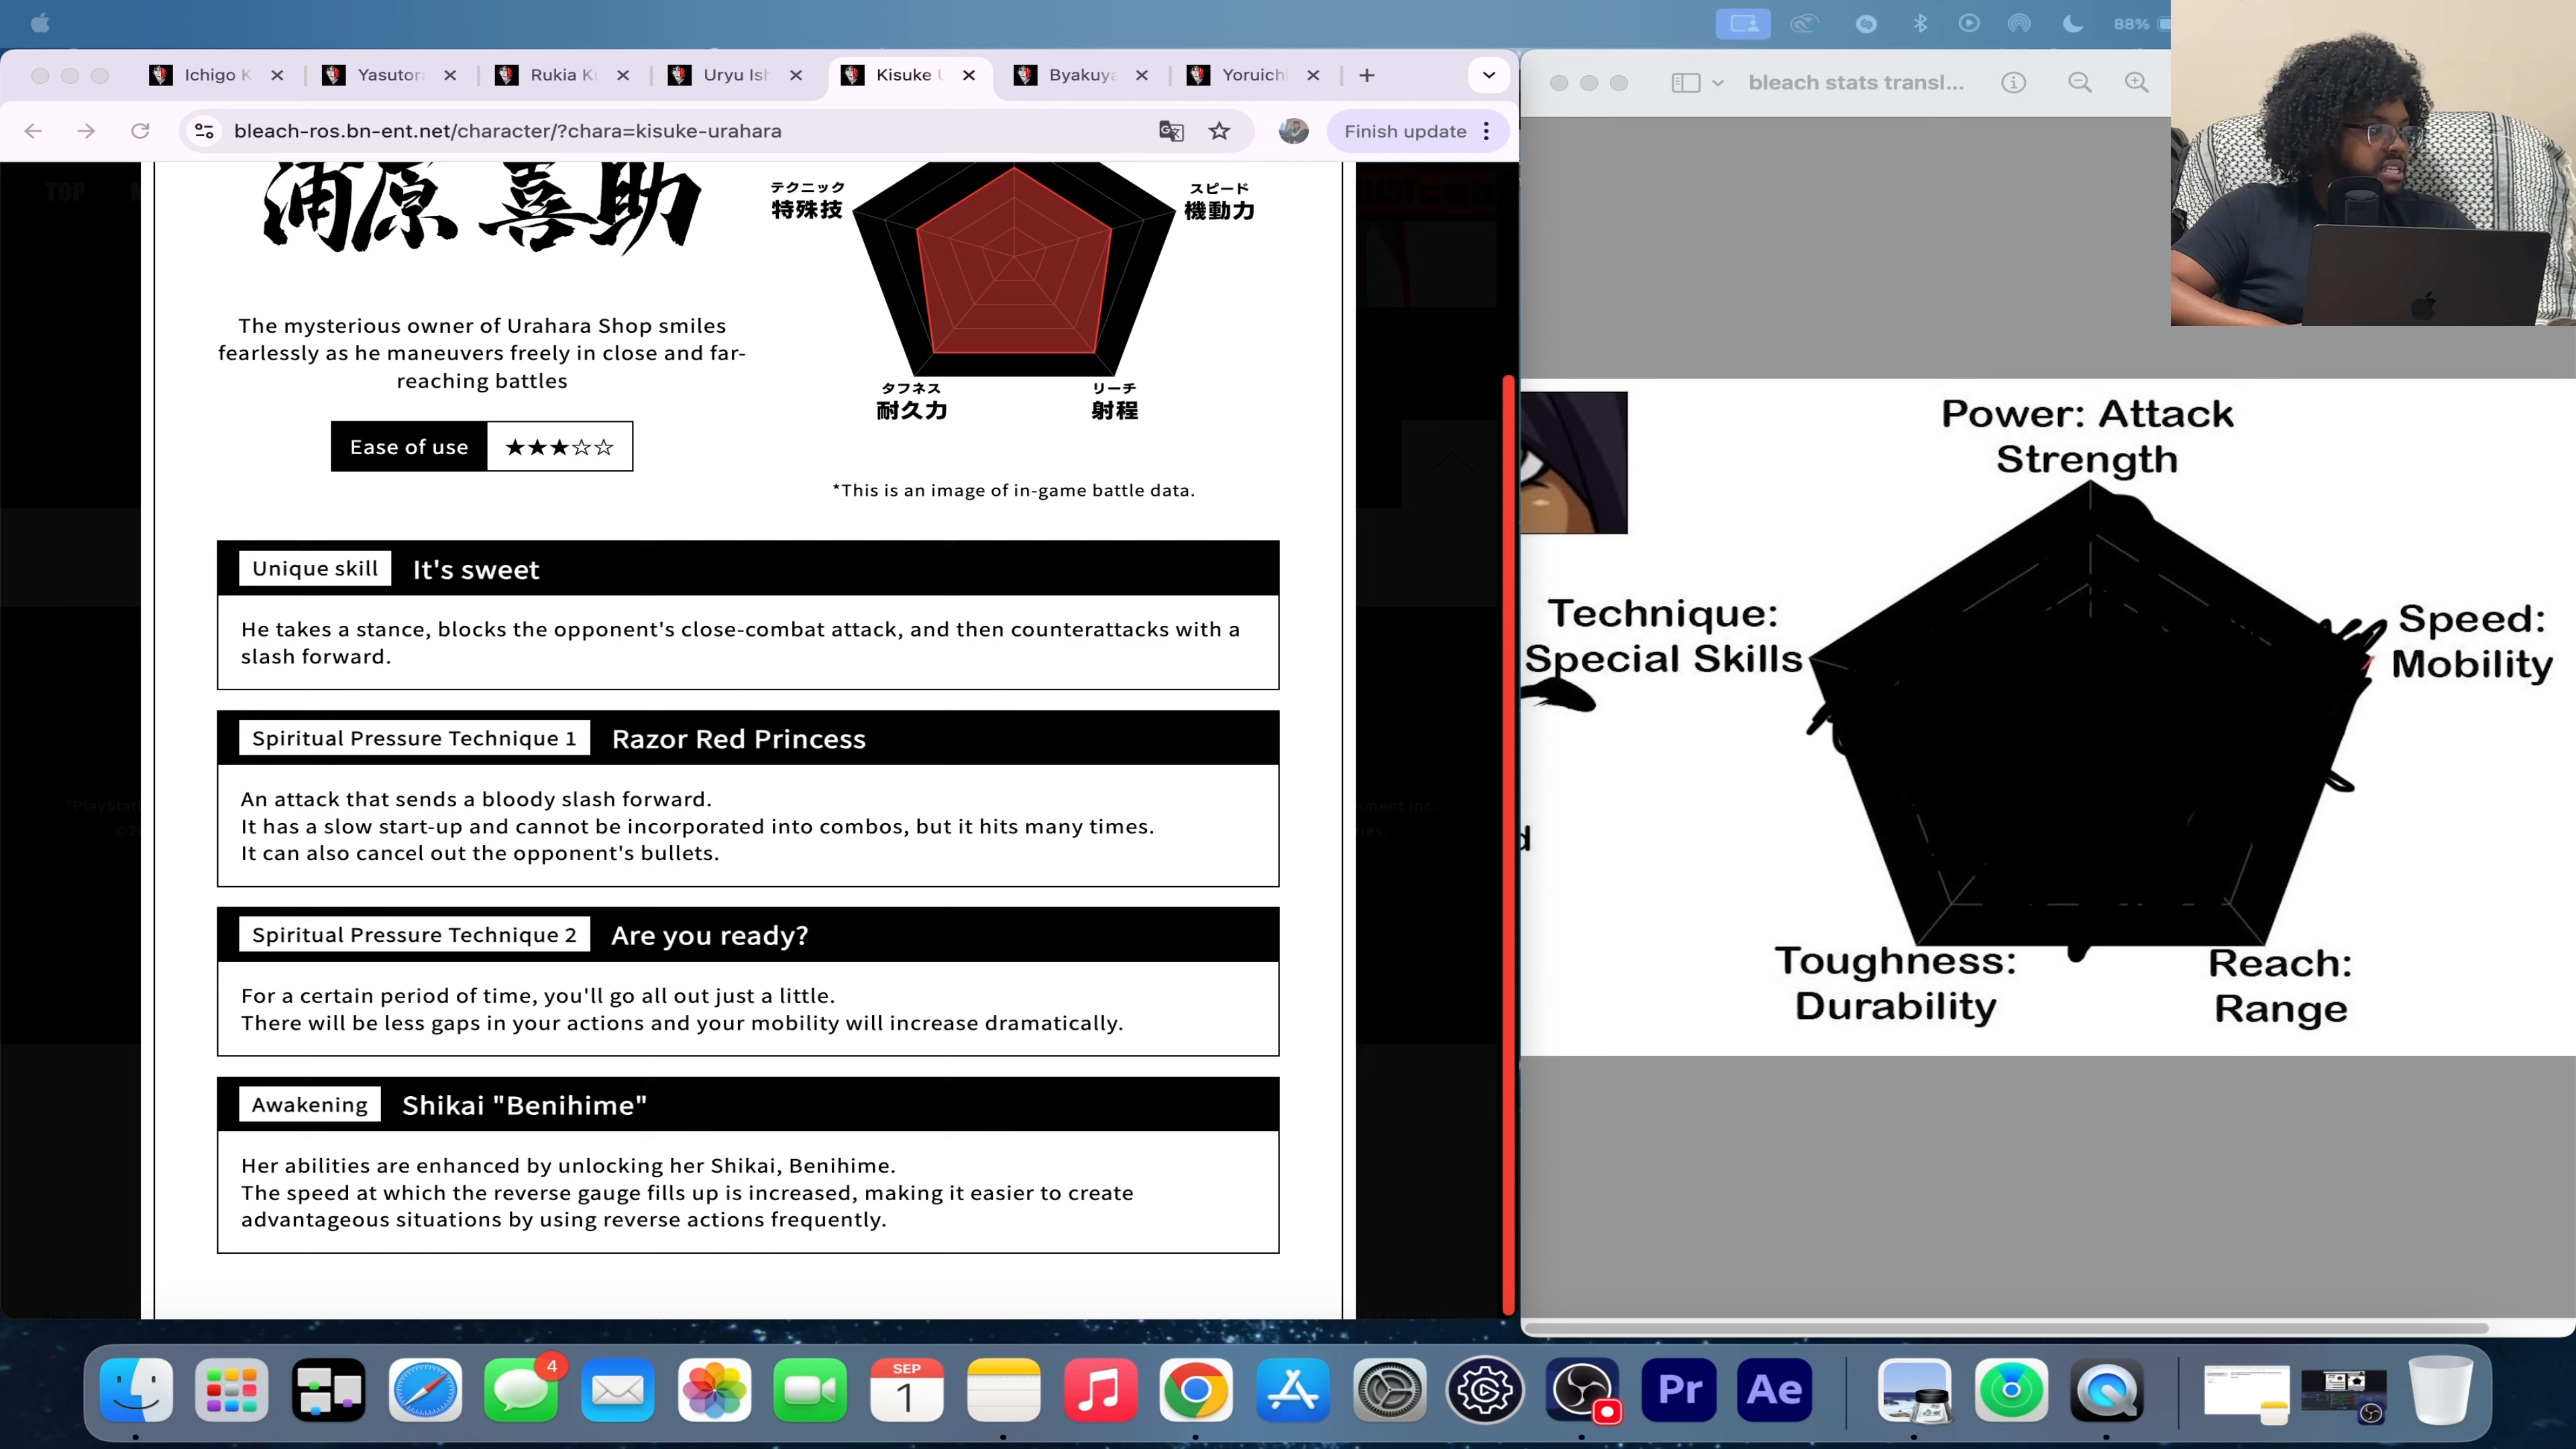 88%
Ichigo K
Yasutor
Rukia Ku
Uryu Ish
Kisuke U
Byakuya
Yoruich
bleach-ros.bn-ent.net/character/?chara=kisuke-urahara
Finish update
bleach stats transl...
TOP
浦原 喜助
テクニック
特殊技
スピード
機動力
The mysterious owner of Urahara Shop smiles
fearlessly as he maneuvers freely in close and far-
reaching battles
タフネス
耐久力
リーチ
射程
Ease of use ★★★☆☆
*This is an image of in-game battle data.
Unique skill It's sweet
He takes a stance, blocks the opponent's close-combat attack, and then counterattacks with a
slash forward.
Spiritual Pressure Technique 1 Razor Red Princess
An attack that sends a bloody slash forward.
It has a slow start-up and cannot be incorporated into combos, but it hits many times.
It can also cancel out the opponent's bullets.
Spiritual Pressure Technique 2 Are you ready?
For a certain period of time, you'll go all out just a little.
There will be less gaps in your actions and your mobility will increase dramatically.
Awakening Shikai "Benihime"
Her abilities are enhanced by unlocking her Shikai, Benihime.
The speed at which the reverse gauge fills up is increased, making it easier to create
advantageous situations by using reverse actions frequently.
Power: Attack
Strength
Technique:
Special Skills
Speed:
Mobility
Toughness:
Durability
Reach:
Range
4
SEP
1
Pr
Ae